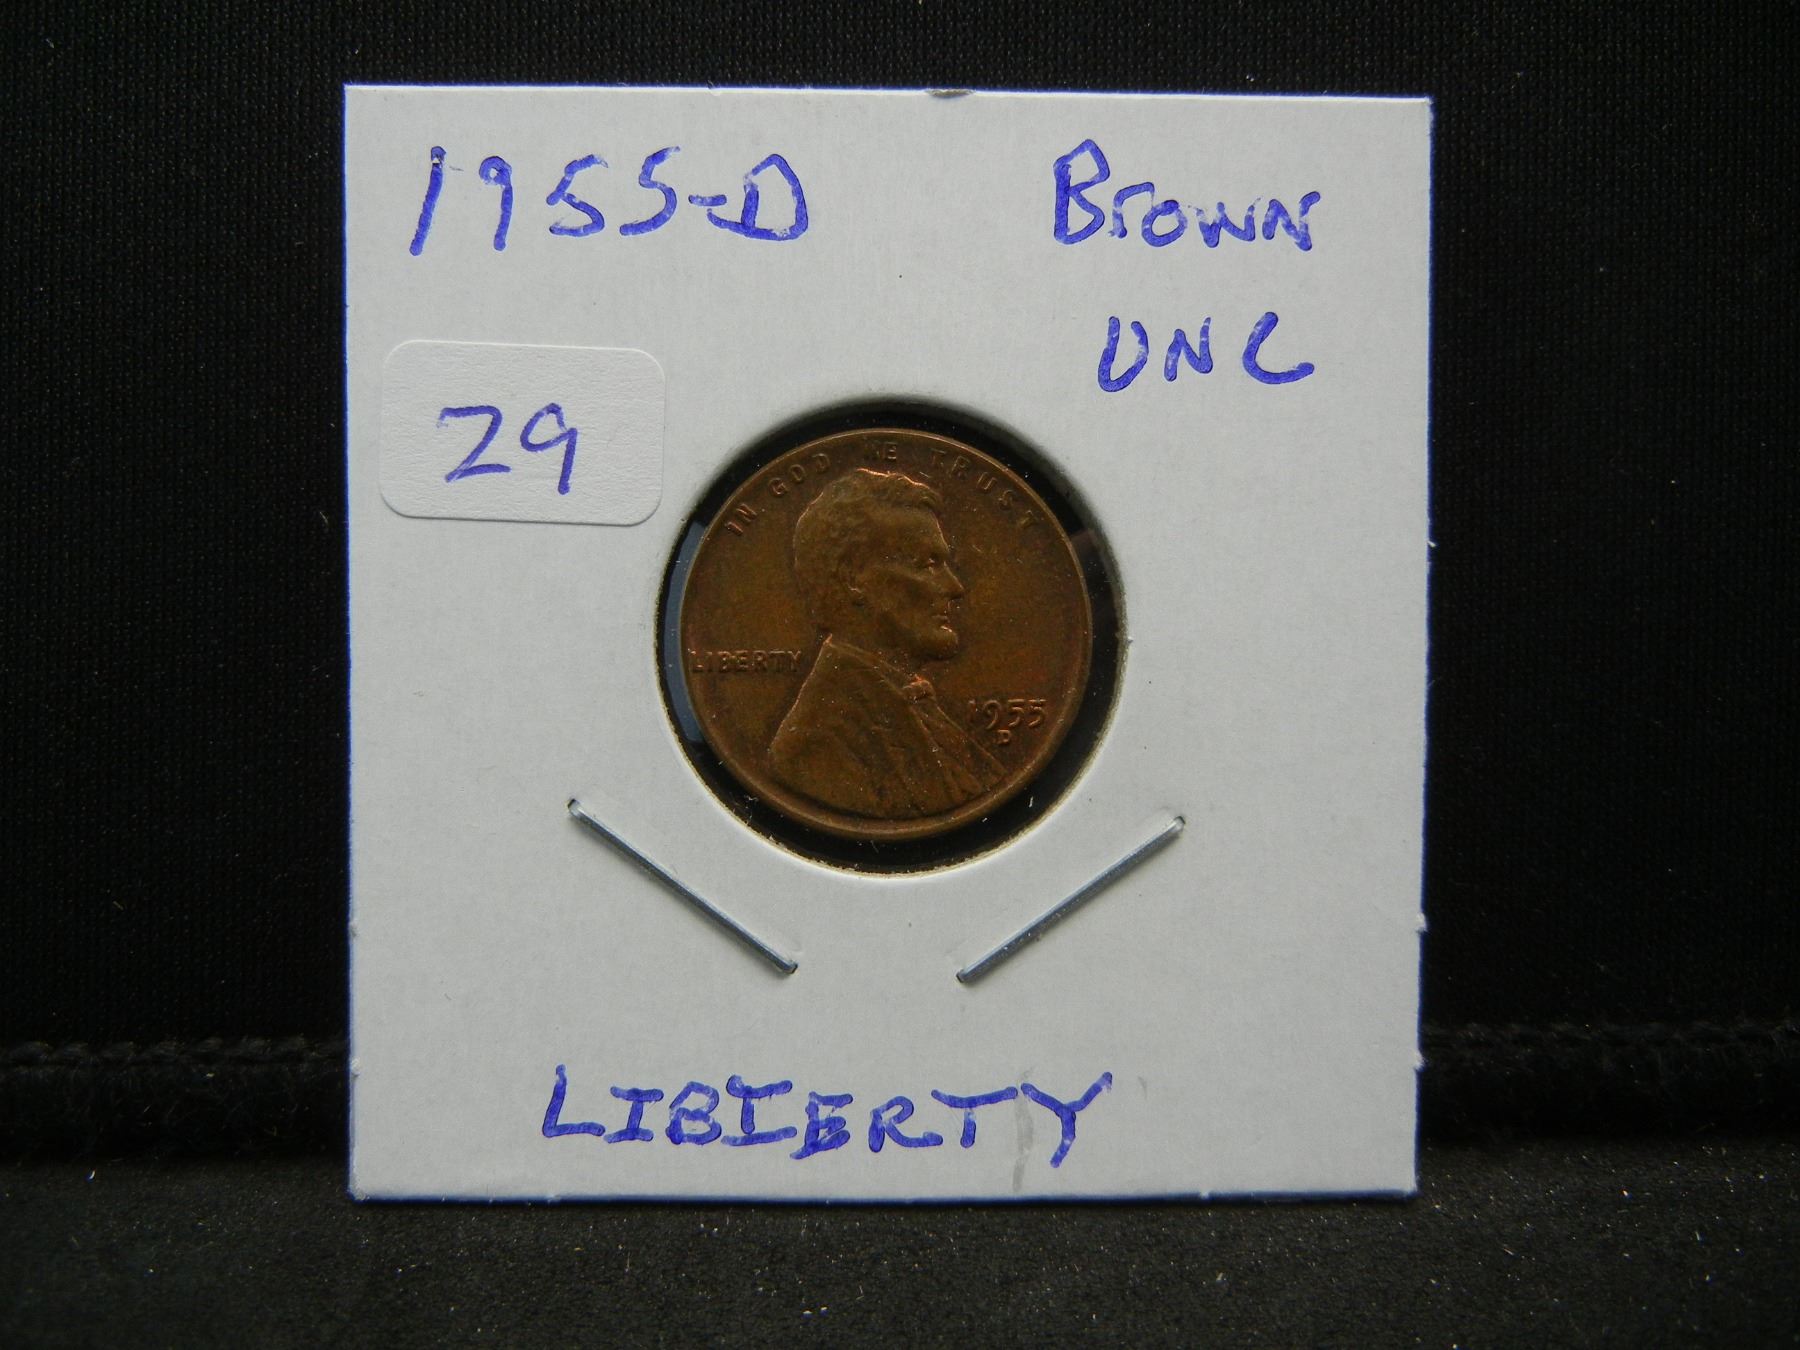 1955-D
Brown
UNC
29
IN GOD WE TRUST
LIBERTY
1955
D
LIBIERTY